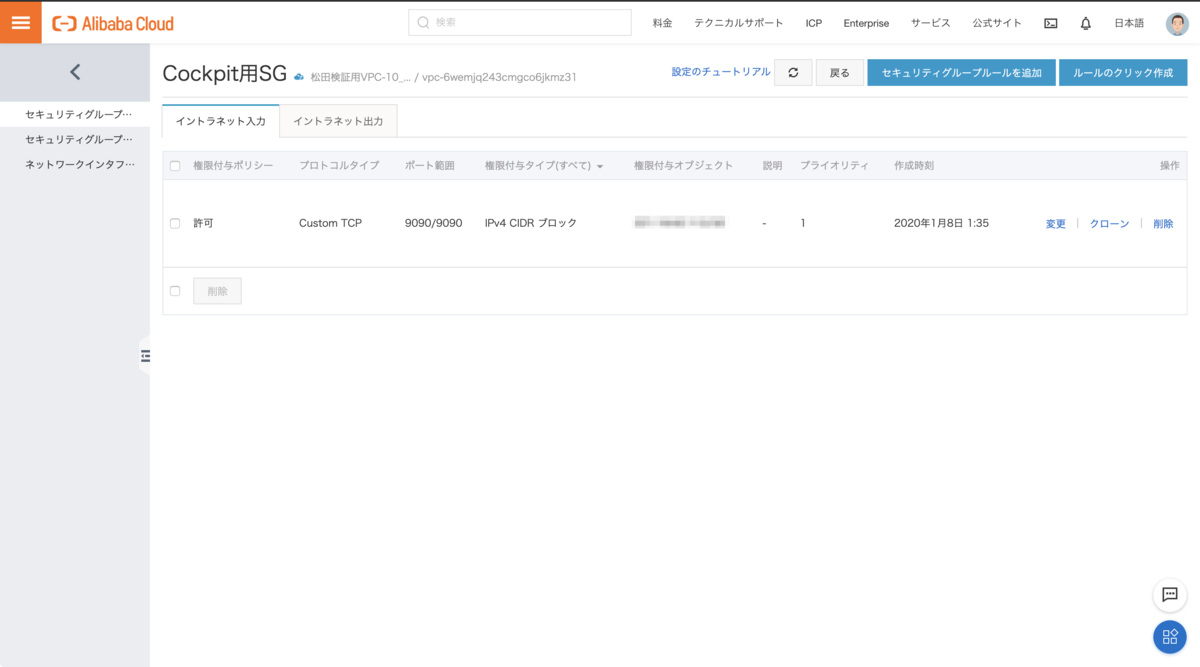 Alibaba Cloud
検索
料金
テクニカルサポート
ICP
Enterprise
サービス
公式サイト
日本語
Cockpit用SG
松田検証用VPC-10_... / vpc-6wemjq243cmgco6jkmz31
設定のチュートリアル
戻る
セキュリティグループルールを追加
ルールのクリック作成
セキュリティグループ…
セキュリティグループ…
ネットワークインタフ…
イントラネット入力
イントラネット出力
権限付与ポリシー プロトコルタイプ ポート範囲 権限付与タイプ(すべて) 権限付与オブジェクト 説明 プライオリティ 作成時刻 操作
許可 Custom TCP 9090/9090 IPv4 CIDR ブロック - 1 2020年1月8日 1:35 変更 クローン 削除
削除